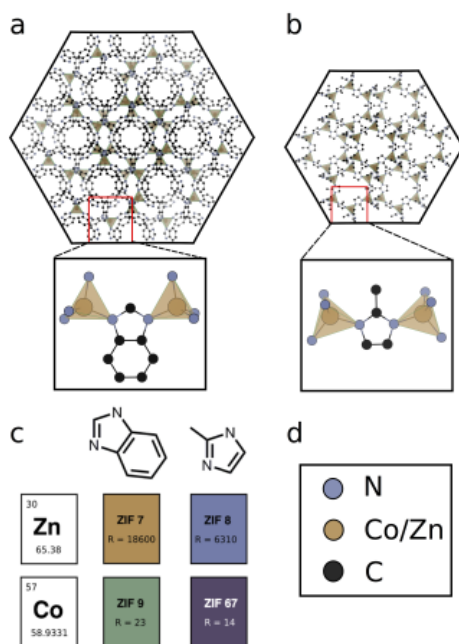 a
b
c
N
N
N
N
30
Zn
65.38
ZIF 7
R = 18600
ZIF 8
R = 6310
57
Co
58.9331
ZIF 9
R = 23
ZIF 67
R = 14
d
N
Co/Zn
C